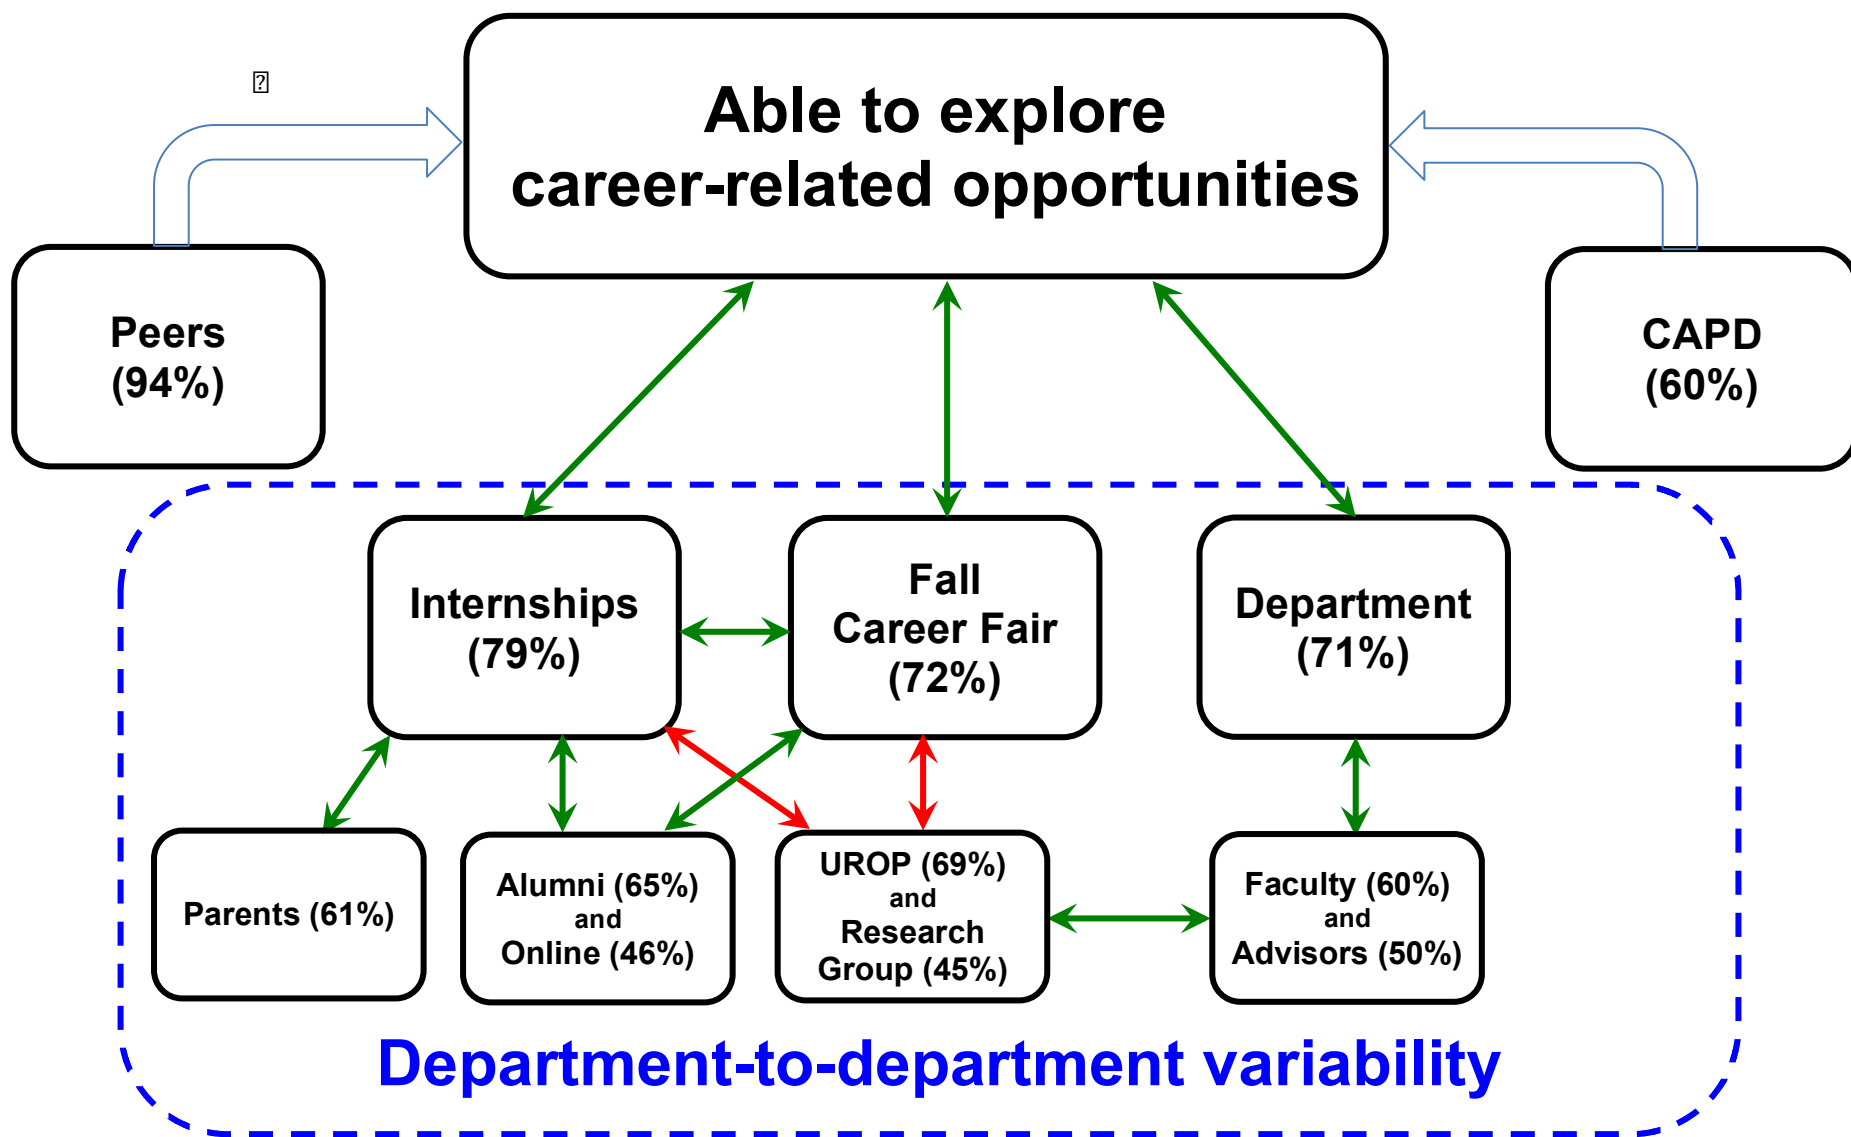 Able to explore
career-related opportunities
Peers
(94%)
CAPD
(60%)
Internships
(79%)
Fall
Career Fair
(72%)
Department
(71%)
Parents (61%)
Alumni (65%)
and
Online (46%)
UROP (69%)
and
Research
Group (45%)
Faculty (60%)
and
Advisors (50%)
Department-to-department variability